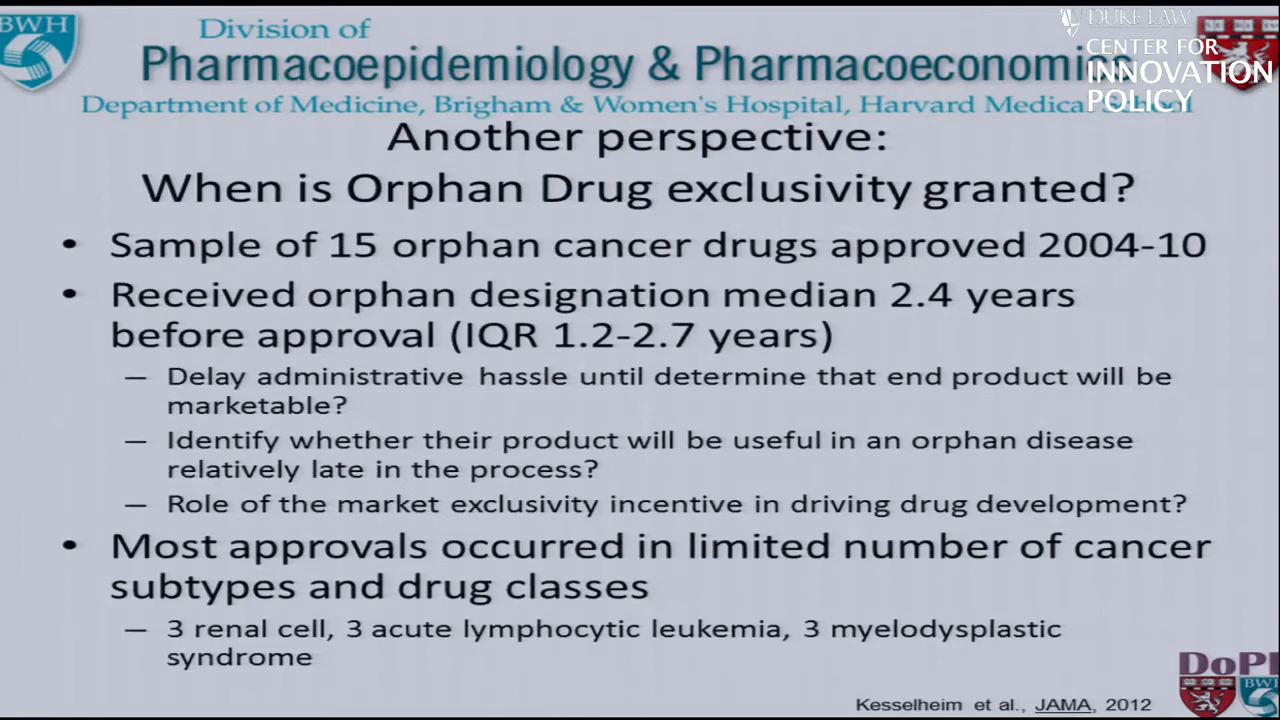 BWH
DUKE LAW
Division of
CENTER FOR
Pharmacoepidemiology & Pharmacoeconomi
INNOVATION
Department of Medicine, Brigham & Women's Hospital, Harvard Medica
POLICY
Another perspective:
When is Orphan Drug exclusivity granted?
• Sample of 15 orphan cancer drugs approved 2004-10
• Received orphan designation median 2.4 years
before approval (IQR 1.2-2.7 years)
– Delay administrative hassle until determine that end product will be
marketable?
– Identify whether their product will be useful in an orphan disease
relatively late in the process?
– Role of the market exclusivity incentive in driving drug development?
• Most approvals occurred in limited number of cancer
subtypes and drug classes
– 3 renal cell, 3 acute lymphocytic leukemia, 3 myelodysplastic
syndrome
DoPE
BWH
Kesselheim et al., JAMA, 2012